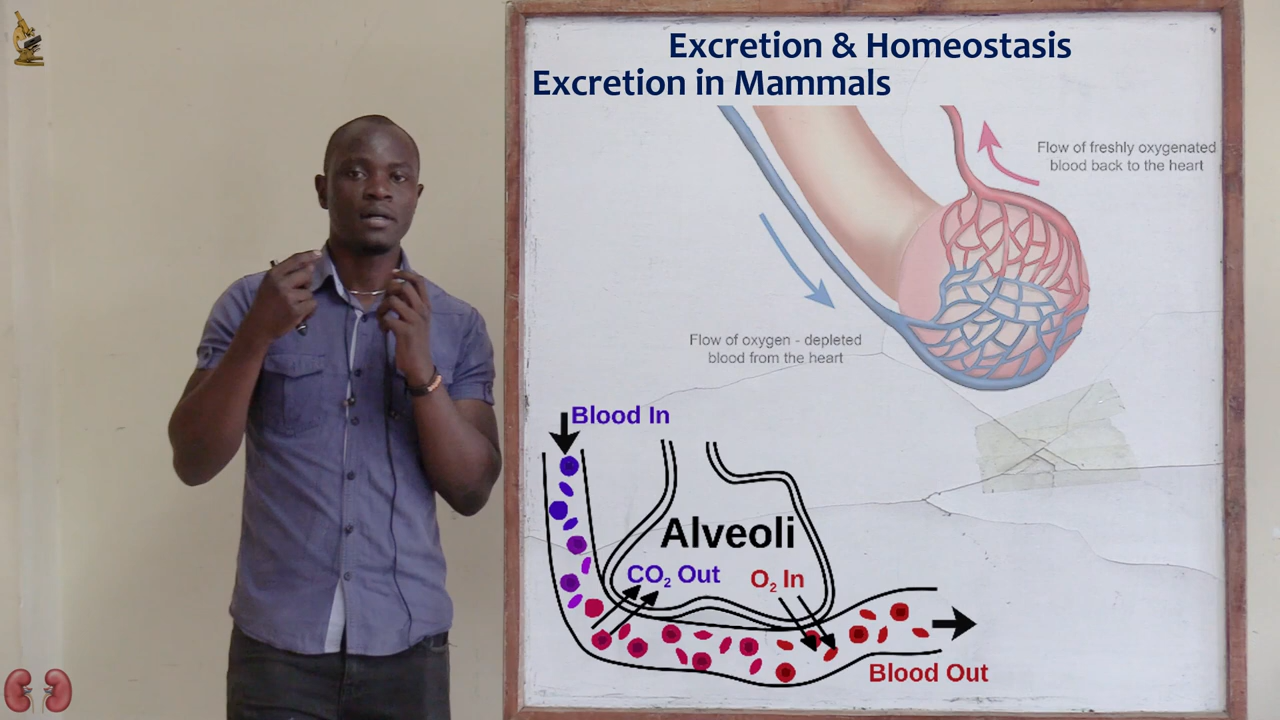 Excretion & Homeostasis
Excretion in Mammals
Flow of freshly oxygenated
blood back to the heart
Flow of oxygen - depleted
blood from the heart
Blood In
Alveoli
CO₂ Out
O₂ In
Blood Out